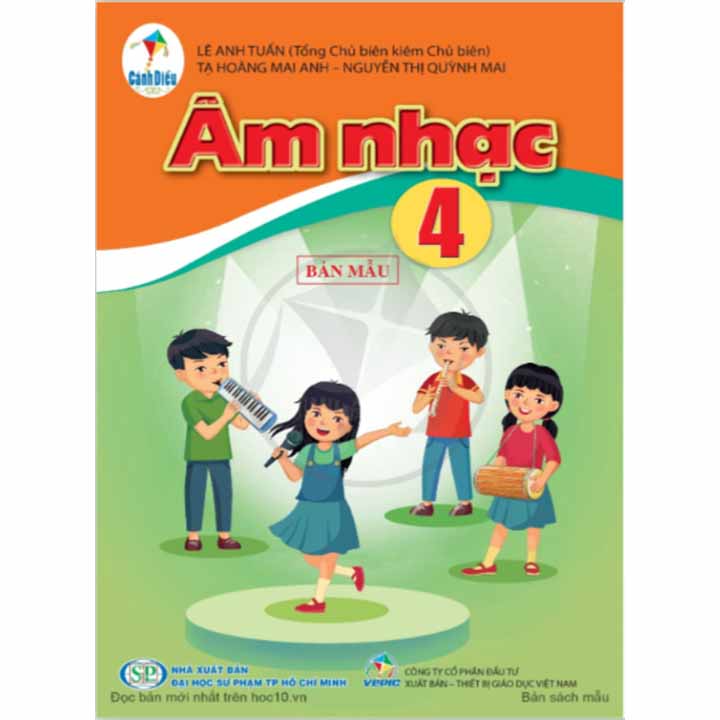 Cánh Diều
LÊ ANH TUẤN (Tổng Chủ biên kiêm Chủ biên)
TẠ HOÀNG MAI ANH – NGUYỄN THỊ QUỲNH MAI
Âm nhạc
4
BẢN MẪU
SP
NHÀ XUẤT BẢN
ĐẠI HỌC SƯ PHẠM TP HỒ CHÍ MINH
VEPIC
CÔNG TY CỔ PHẦN ĐẦU TƯ
XUẤT BẢN – THIẾT BỊ GIÁO DỤC VIỆT NAM
Đọc bản mới nhất trên hoc10.vn
Bản sách mẫu